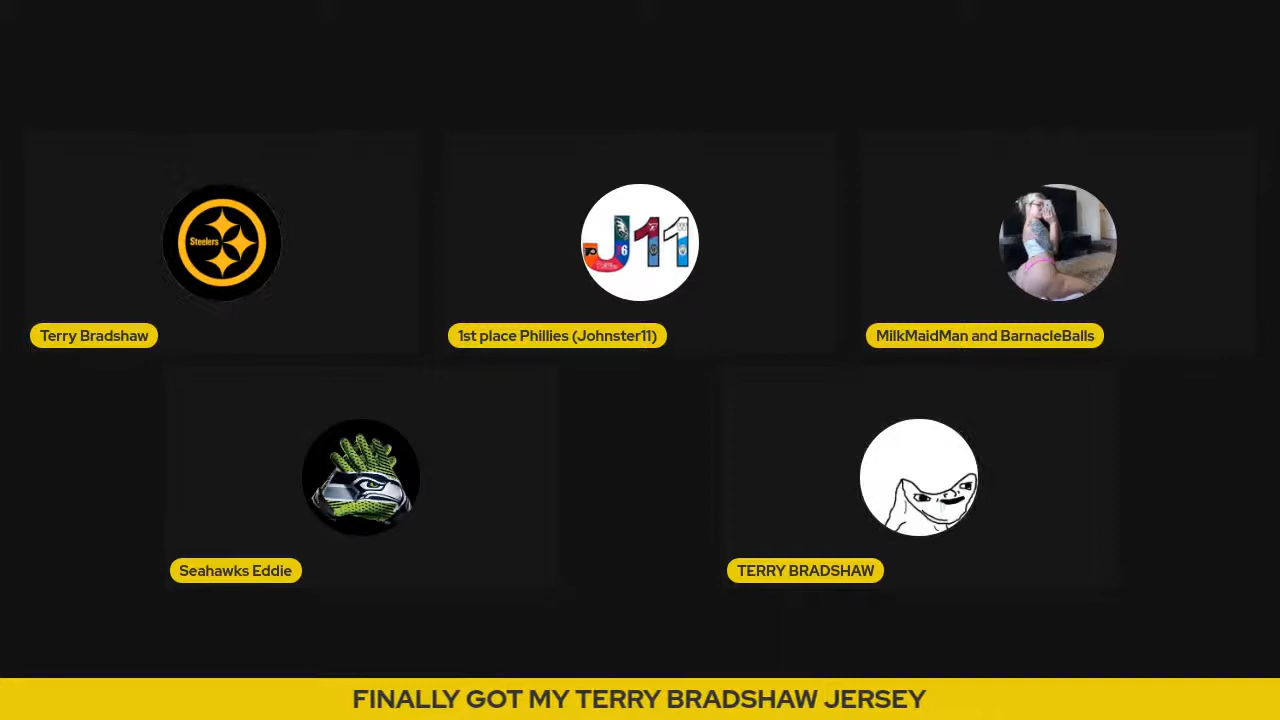 Steelers
J11
6
Terry Bradshaw
1st place Phillies (Johnster11)
MilkMaidMan and BarnacleBalls
Seahawks Eddie
TERRY BRADSHAW
FINALLY GOT MY TERRY BRADSHAW JERSEY